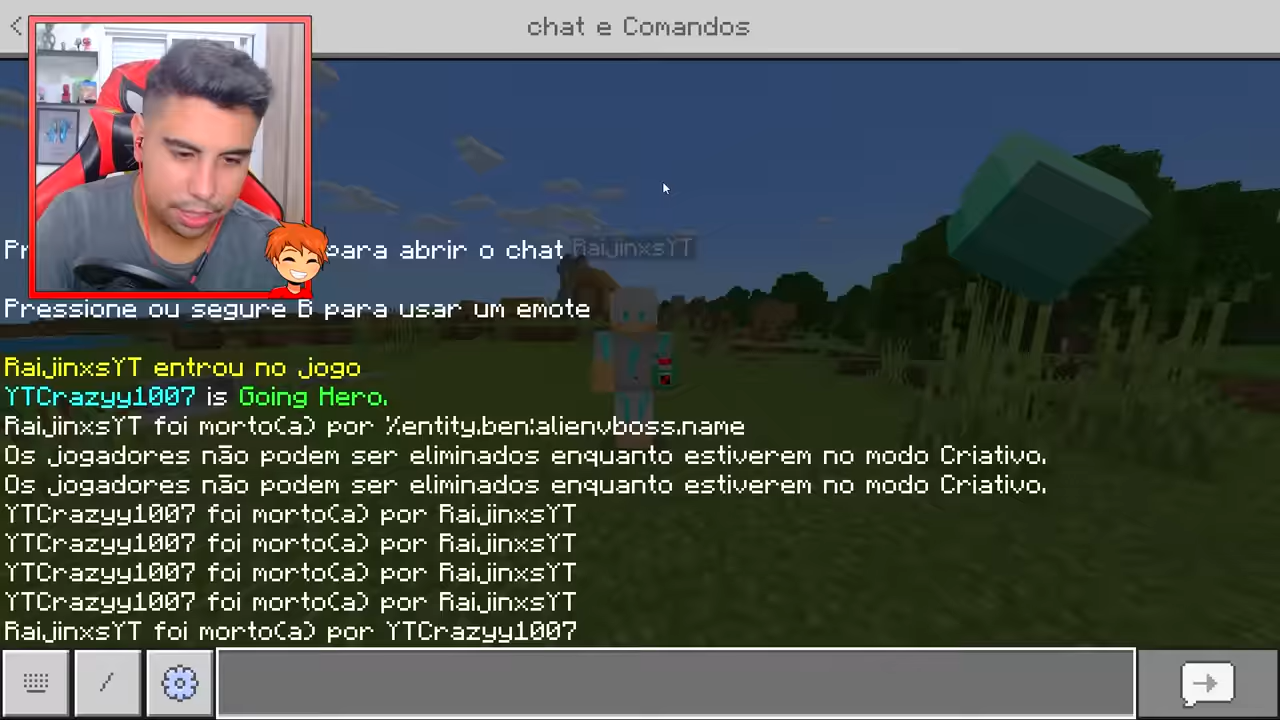 chat e Comandos
para abrir o chat
RaijinxsYT
Pressione ou segure B para usar um emote
RaijinxsYT entrou no jogo
YTCrazyy1007 is Going Hero.
RaijinxsYT foi morto(a) por %entity.ben:alienvboss.name
Os jogadores não podem ser eliminados enquanto estiverem no modo Criativo.
Os jogadores não podem ser eliminados enquanto estiverem no modo Criativo.
YTCrazyy1007 foi morto(a) por RaijinxsYT
YTCrazyy1007 foi morto(a) por RaijinxsYT
YTCrazyy1007 foi morto(a) por RaijinxsYT
YTCrazyy1007 foi morto(a) por RaijinxsYT
RaijinxsYT foi morto(a) por YTCrazyy1007
/